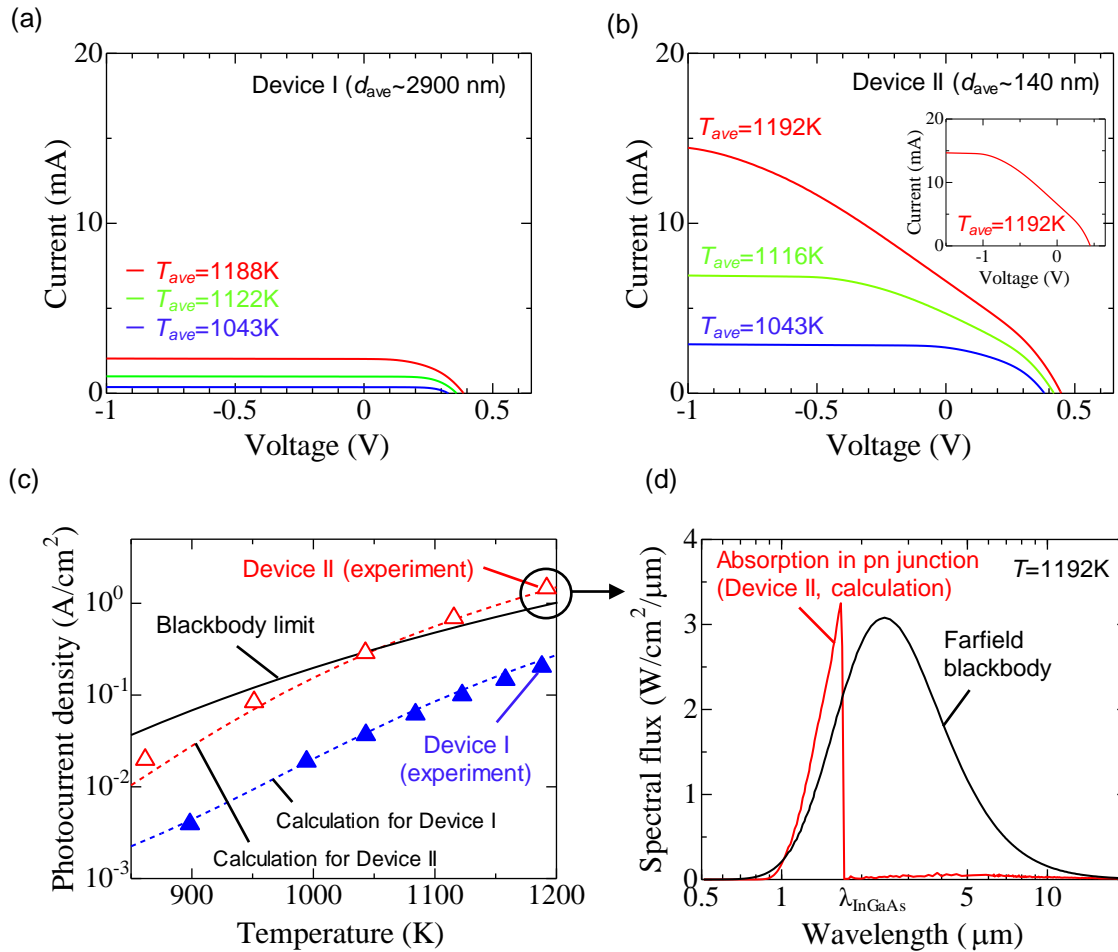 (a)
20
10
0
Current (mA)
-1
-0.5
0
0.5
Voltage (V)
Device I (dave~2900 nm)
Tave=1188K
Tave=1122K
Tave=1043K
(b)
20
10
0
Current (mA)
-1
-0.5
0
0.5
Voltage (V)
Device II (dave~140 nm)
Tave=1192K
Tave=1116K
Tave=1043K
20
10
0
Current (mA)
Tave=1192K
-1
0
Voltage (V)
(c)
Photocurrent density (A/cm2)
100
10-1
10-2
10-3
900
1000
1100
1200
Temperature (K)
Device II (experiment)
Blackbody limit
Device I
(experiment)
Calculation for Device I
Calculation for Device II
(d)
Spectral flux (W/cm2/μm)
4
3
2
1
0
Absorption in pn junction
(Device II, calculation)
T=1192K
Farfield
blackbody
0.5
1
λInGaAs
5
10
Wavelength (μm)